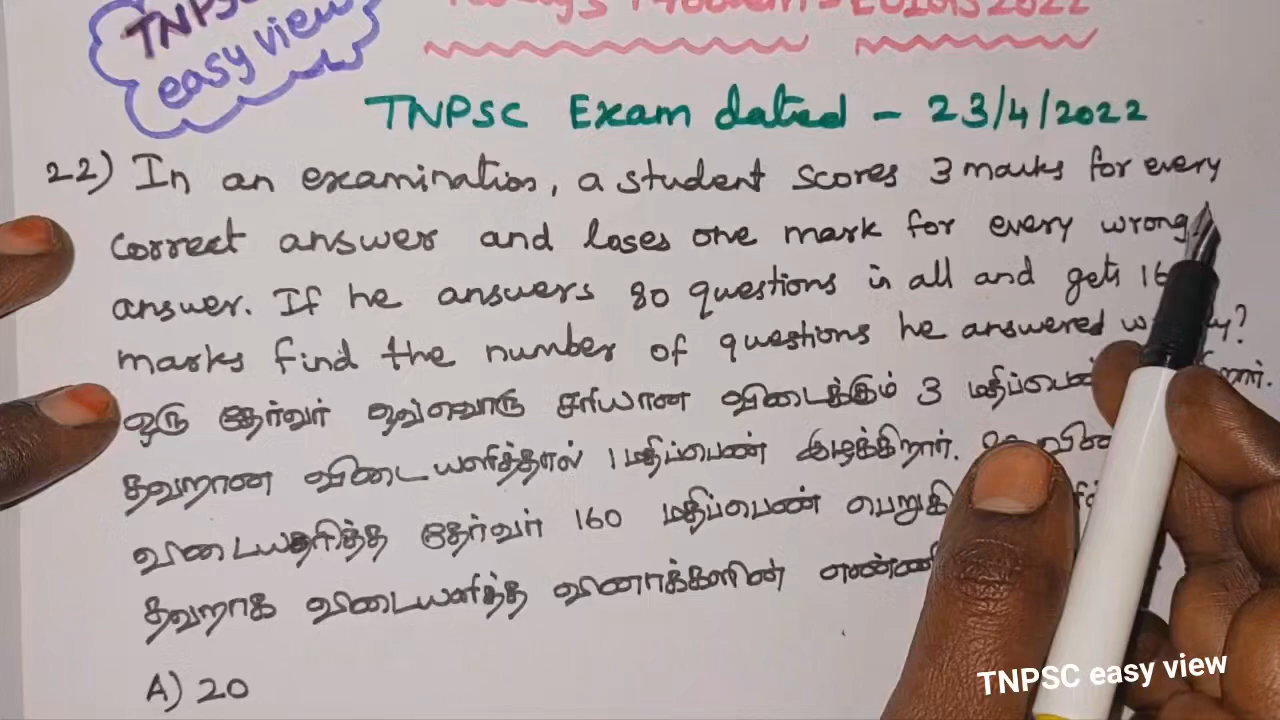 TNPSC
easy view
TNPSC Exam dated - 23/4/2022
22) In an examination, a student scores 3 marks for every
correct answer and loses one mark for every wrong
answer. If he answers 80 questions in all and gets
marks find the number of questions he answered
ஒரு தேர்வர் ஒவ்வொரு சரியான விடைக்கும் 3
தவறான விடையளித்தால் 1 மதிப்பெண் இழக்கிறார்.
விடையளித்த தேர்வர் 160 மதிப்பெண்
தவறாக விடையளித்த வினாக்களின்
A) 20
TNPSC easy view